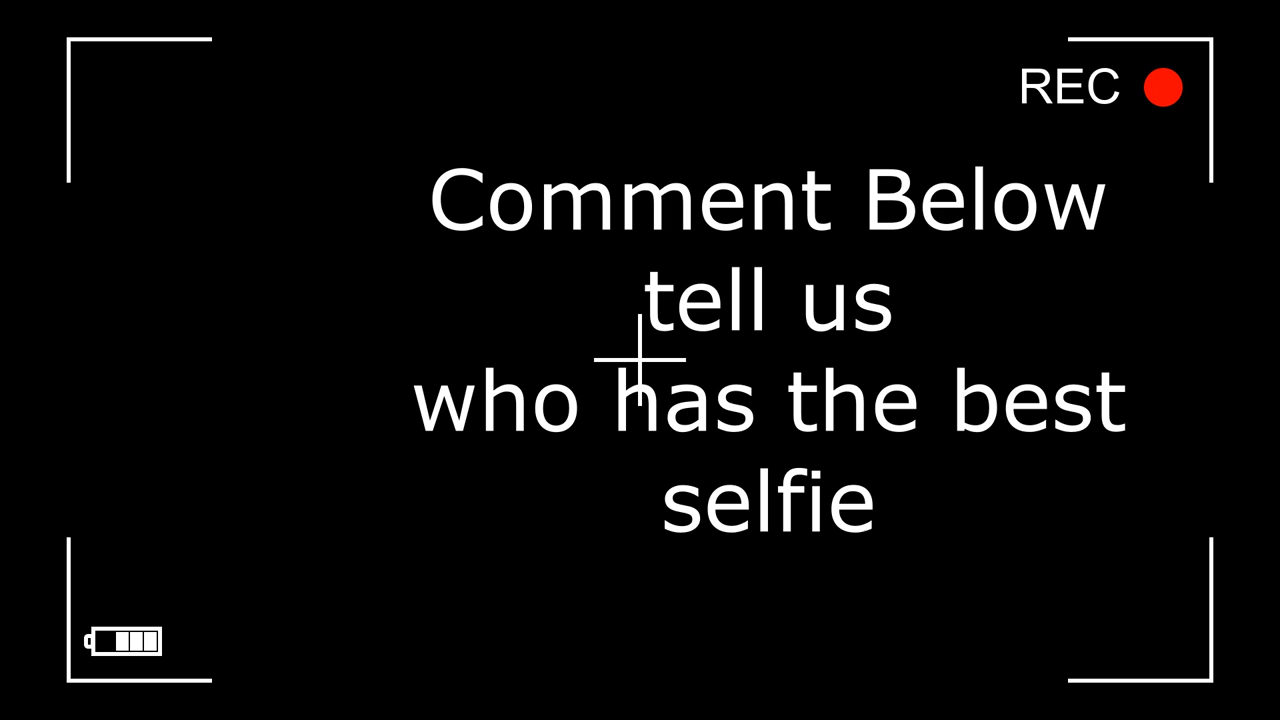 REC
Comment Below
tell us
who has the best
selfie